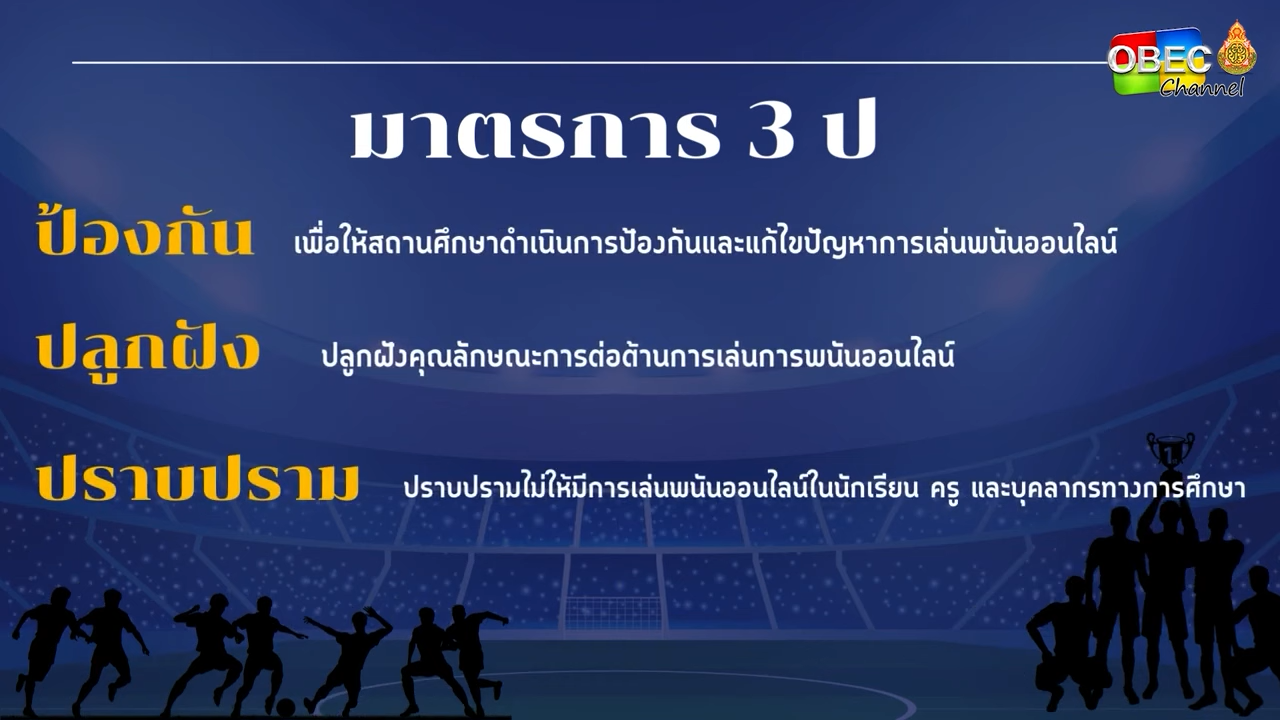 OBEC
Channel
มาตรการ 3 ป
ป้องกัน เพื่อให้สถานศึกษาดำเนินการป้องกันและแก้ไขปัญหาการเล่นพนันออนไลน์
ปลูกฝัง ปลูกฝังคุณลักษณะการต่อต้านการเล่นการพนันออนไลน์
ปราบปราม ปราบปรามไม่ให้มีการเล่นพนันออนไลน์ในนักเรียน ครู และบุคลากรทางการศึกษา
1